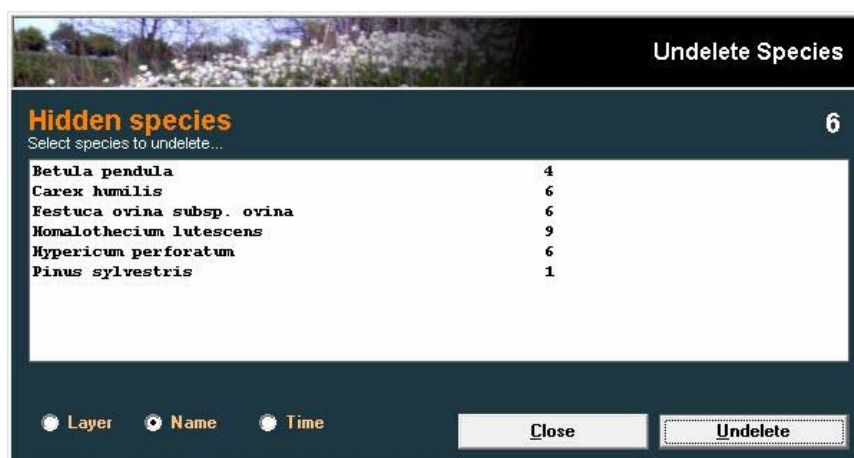 Undelete Species
Hidden species 6
Select species to undelete...
Betula pendula 4
Carex humilis 6
Festuca ovina subsp. ovina 6
Homalothecium lutescens 9
Hypericum perforatum 6
Pinus sylvestris 1
Layer Name Time Close Undelete